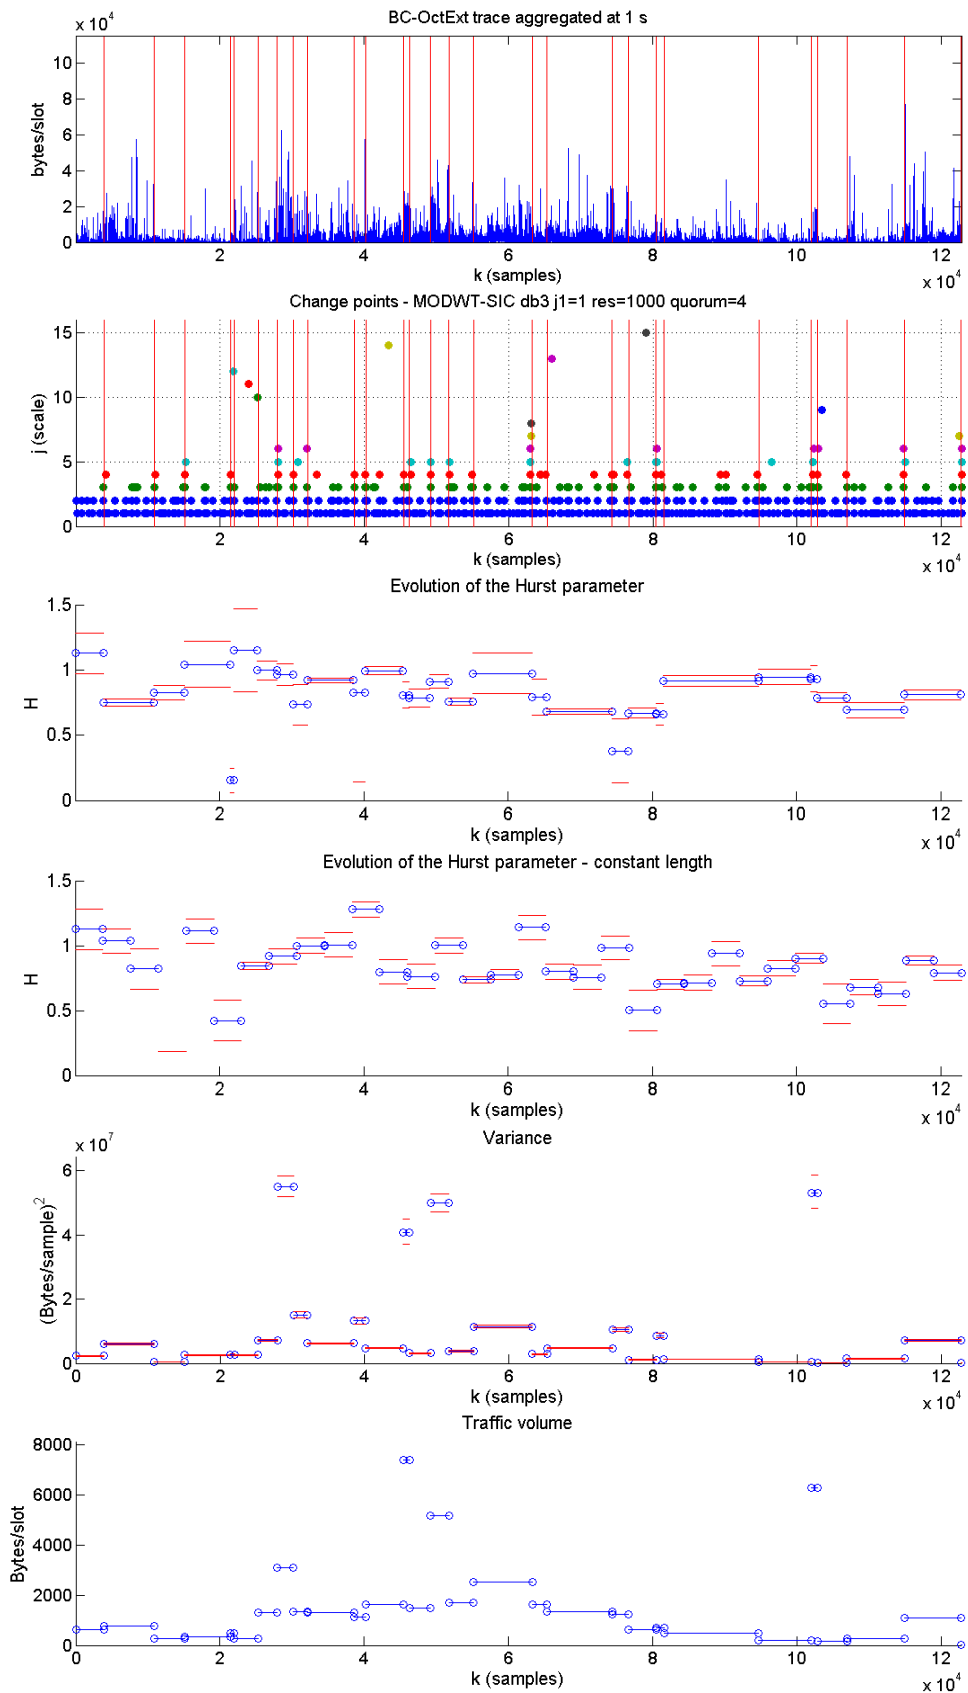 BC-OctExt trace aggregated at 1 s
x 10^4
bytes/slot
10
8
6
4
2
0
0 2 4 6 8 10 12
k (samples)
x 10^4
Change points - MODWT-SIC db3 j1=1 res=1000 quorum=4
j (scale)
15
10
5
0
0 2 4 6 8 10 12
k (samples)
x 10^4
Evolution of the Hurst parameter
H
1.5
1
0.5
0
2 4 6 8 10 12
k (samples)
x 10^4
Evolution of the Hurst parameter - constant length
H
1.5
1
0.5
0
2 4 6 8 10 12
k (samples)
x 10^4
Variance
x 10^7
(Bytes/sample)^2
6
4
2
0
0 2 4 6 8 10 12
k (samples)
x 10^4
Traffic volume
Bytes/slot
8000
6000
4000
2000
0
0 2 4 6 8 10 12
k (samples)
x 10^4